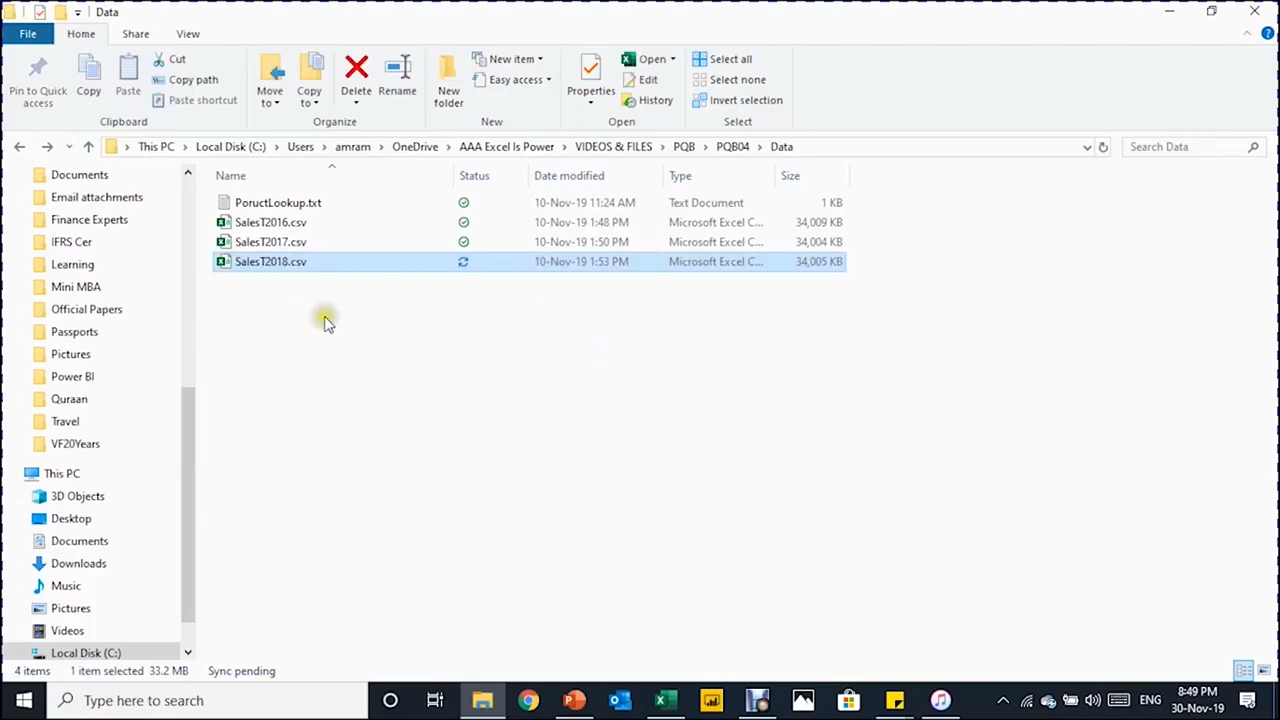 Data
File Home Share View
Pin to Quick access
Copy
Paste
Cut
Copy path
Paste shortcut
Clipboard
Move to
Copy to
Delete
Rename
Organize
New folder
New item
Easy access
New
Properties
Open
Edit
History
Open
Select all
Select none
Invert selection
Select
This PC Local Disk (C:) Users amram OneDrive AAA Excel Is Power VIDEOS & FILES PQB PQB04 Data
Search Data
Name Status Date modified Type Size
PoructLookup.txt 10-Nov-19 11:24 AM Text Document 1 KB
SalesT2016.csv 10-Nov-19 1:48 PM Microsoft Excel C... 34,009 KB
SalesT2017.csv 10-Nov-19 1:50 PM Microsoft Excel C... 34,004 KB
SalesT2018.csv 10-Nov-19 1:53 PM Microsoft Excel C... 34,005 KB
Documents
Email attachments
Finance Experts
IFRS Cer
Learning
Mini MBA
Official Papers
Passports
Pictures
Power BI
Quraan
Travel
VF20Years
This PC
3D Objects
Desktop
Documents
Downloads
Music
Pictures
Videos
Local Disk (C:)
4 items 1 item selected 33.2 MB Sync pending
Type here to search
ENG
8:49 PM
30-Nov-19